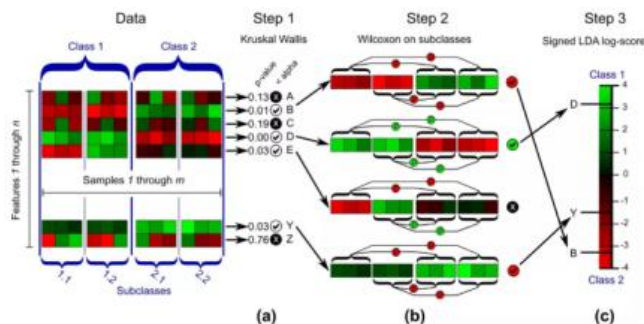 Data
Step 1
Step 2
Step 3
Kruskal Wallis
Wilcoxon on subclasses
Signed LDA log-score
Class 1
Class 2
p-value
< alpha
0.13 A
0.01 B
0.19 C
0.00 D
0.03 E
Samples 1 through m
0.03 Y
0.76 Z
Features 1 through n
1.1
1.2
2.1
2.2
Subclasses
Class 1
D
Y
B
4
3
2
1
0
-1
-2
-3
-4
Class 2
(a)
(b)
(c)